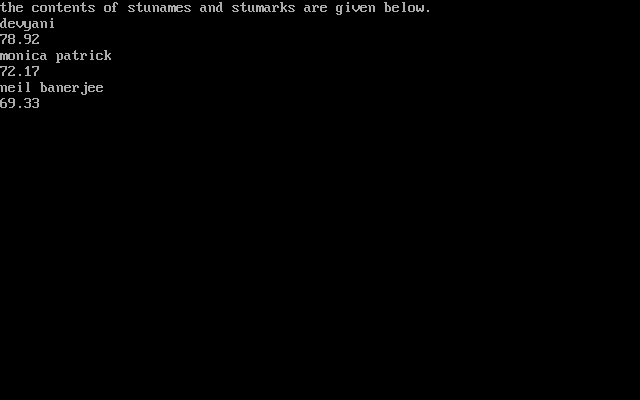 the contents of stunames and stumarks are given below.
devyani
78.92
monica patrick
72.17
neil banerjee
69.33